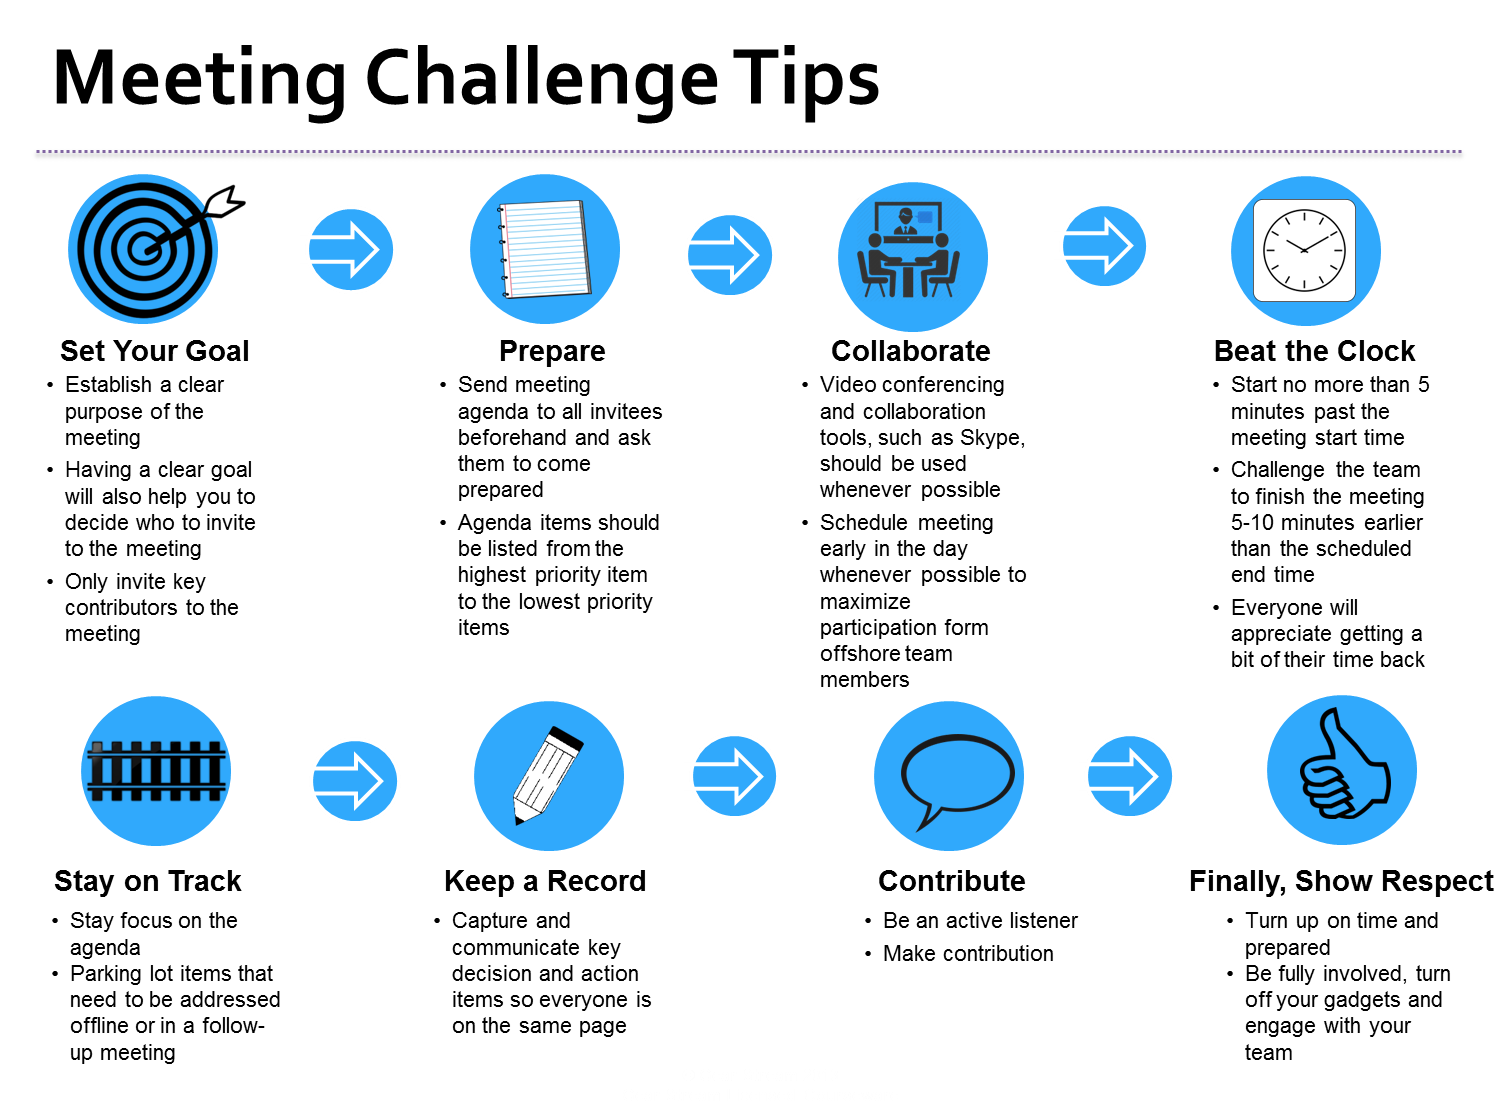 Meeting Challenge Tips
Set Your Goal
• Establish a clear
purpose of the
meeting
• Having a clear goal
will also help you to
decide who to invite
to the meeting
• Only invite key
contributors to the
meeting
Prepare
• Send meeting
agenda to all invitees
beforehand and ask
them to come
prepared
• Agenda items should
be listed from the
highest priority item
to the lowest priority
items
Collaborate
• Video conferencing
and collaboration
tools, such as Skype,
should be used
whenever possible
• Schedule meeting
early in the day
whenever possible to
maximize
participation form
offshore team
members
Beat the Clock
• Start no more than 5
minutes past the
meeting start time
• Challenge the team
to finish the meeting
5-10 minutes earlier
than the scheduled
end time
• Everyone will
appreciate getting a
bit of their time back
Stay on Track
• Stay focus on the
agenda
• Parking lot items that
need to be addressed
offline or in a follow-
up meeting
Keep a Record
• Capture and
communicate key
decision and action
items so everyone is
on the same page
Contribute
• Be an active listener
• Make contribution
Finally, Show Respect
• Turn up on time and
prepared
• Be fully involved, turn
off your gadgets and
engage with your
team